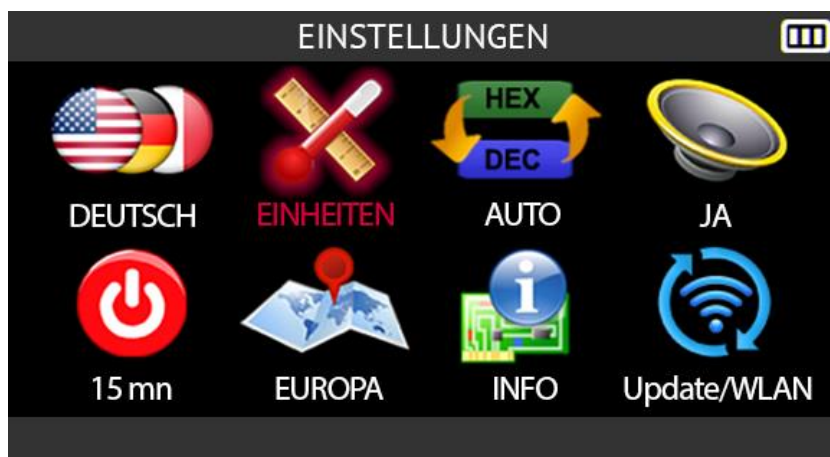 EINSTELLUNGEN
HEX
DEC
DEUTSCH EINHEITEN AUTO JA
i
15 mn EUROPA INFO Update/WLAN